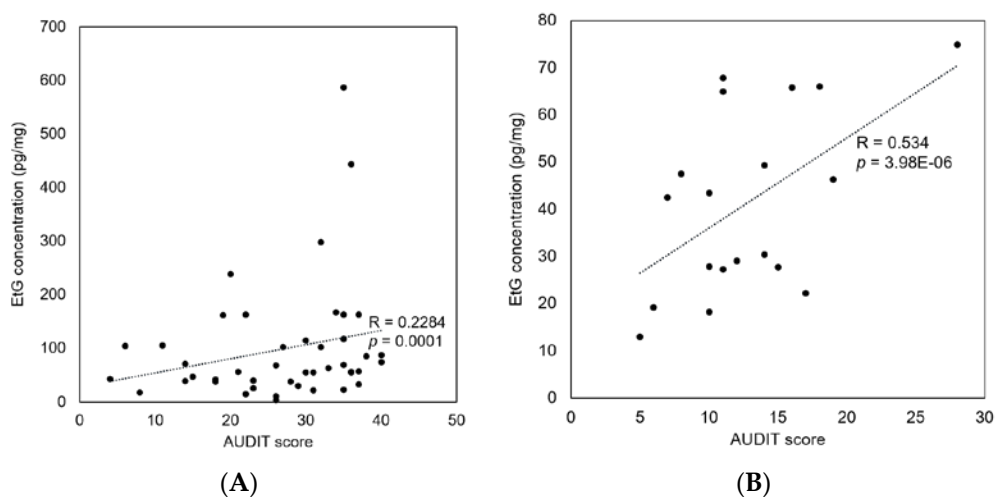 700
600
500
400
300
200
100
0
EtG concentration (pg/mg)
R = 0.2284
p = 0.0001
0 10 20 30 40 50
AUDIT score
(A)
80
70
60
50
40
30
20
10
0
EtG concentration (pg/mg)
R = 0.534
p = 3.98E-06
0 5 10 15 20 25 30
AUDIT score
(B)